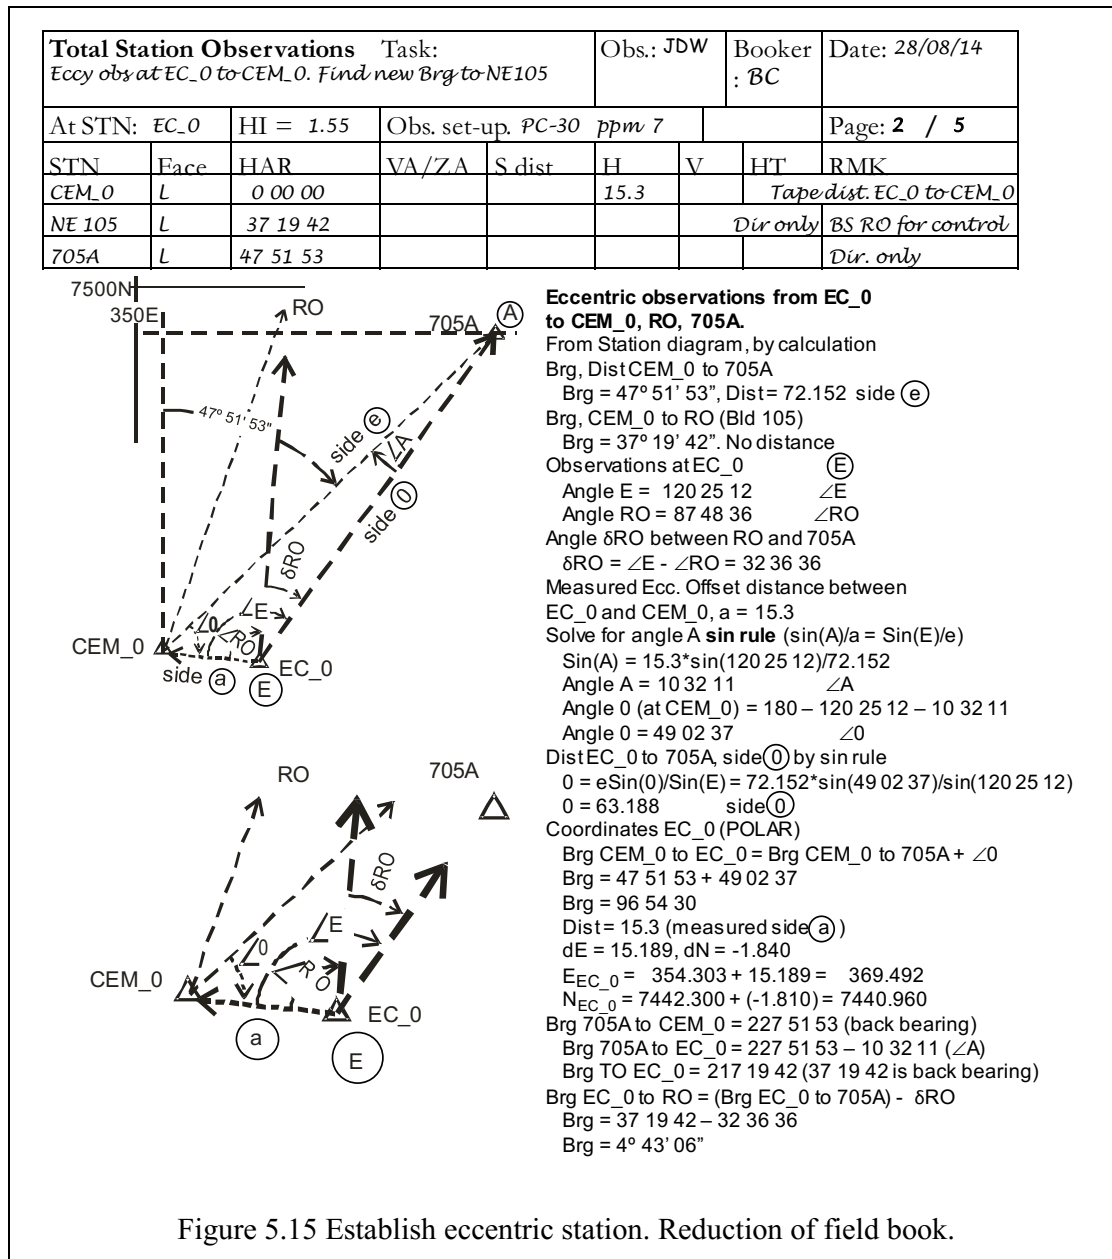 Total Station Observations Task: Obs.: JDW Booker Date: 28/08/14
Eccy obs at EC_0 to CEM_0. Find new Brg to NE105 : BC
At STN: EC_0 HI = 1.55 Obs. set-up. PC-30 ppm 7 Page: 2 / 5
STN Face HAR VA/ZA S dist H V HT RMK
CEM_0 L 0 00 00 15.3 Tape dist. EC_0 to CEM_0
NE 105 L 37 19 42 Dir only BS RO for control
705A L 47 51 53 Dir. only
7500N
350E
RO
705A
A
47° 51' 53"
side e
∠A
side 0
δRO
∠E
∠0
∠RO
CEM_0
EC_0
side a
E
RO
705A
δRO
∠E
∠0
∠RO
CEM_0
EC_0
a
E
Eccentric observations from EC_0
to CEM_0, RO, 705A.
From Station diagram, by calculation
Brg, Dist CEM_0 to 705A
Brg = 47º 51' 53", Dist = 72.152 side e
Brg, CEM_0 to RO (Bld 105)
Brg = 37º 19' 42". No distance
Observations at EC_0 E
Angle E = 120 25 12 ∠E
Angle RO = 87 48 36 ∠RO
Angle δRO between RO and 705A
δRO = ∠E - ∠RO = 32 36 36
Measured Ecc. Offset distance between
EC_0 and CEM_0, a = 15.3
Solve for angle A sin rule (sin(A)/a = Sin(E)/e)
Sin(A) = 15.3*sin(120 25 12)/72.152
Angle A = 10 32 11 ∠A
Angle 0 (at CEM_0) = 180 – 120 25 12 – 10 32 11
Angle 0 = 49 02 37 ∠0
Dist EC_0 to 705A, side 0 by sin rule
0 = eSin(0)/Sin(E) = 72.152*sin(49 02 37)/sin(120 25 12)
0 = 63.188 side 0
Coordinates EC_0 (POLAR)
Brg CEM_0 to EC_0 = Brg CEM_0 to 705A + ∠0
Brg = 47 51 53 + 49 02 37
Brg = 96 54 30
Dist = 15.3 (measured side a)
dE = 15.189, dN = -1.840
E EC_0 = 354.303 + 15.189 = 369.492
N EC_0 = 7442.300 + (-1.810) = 7440.960
Brg 705A to CEM_0 = 227 51 53 (back bearing)
Brg 705A to EC_0 = 227 51 53 – 10 32 11 (∠A)
Brg TO EC_0 = 217 19 42 (37 19 42 is back bearing)
Brg EC_0 to RO = (Brg EC_0 to 705A) - δRO
Brg = 37 19 42 – 32 36 36
Brg = 4º 43' 06"
Figure 5.15 Establish eccentric station. Reduction of field book.